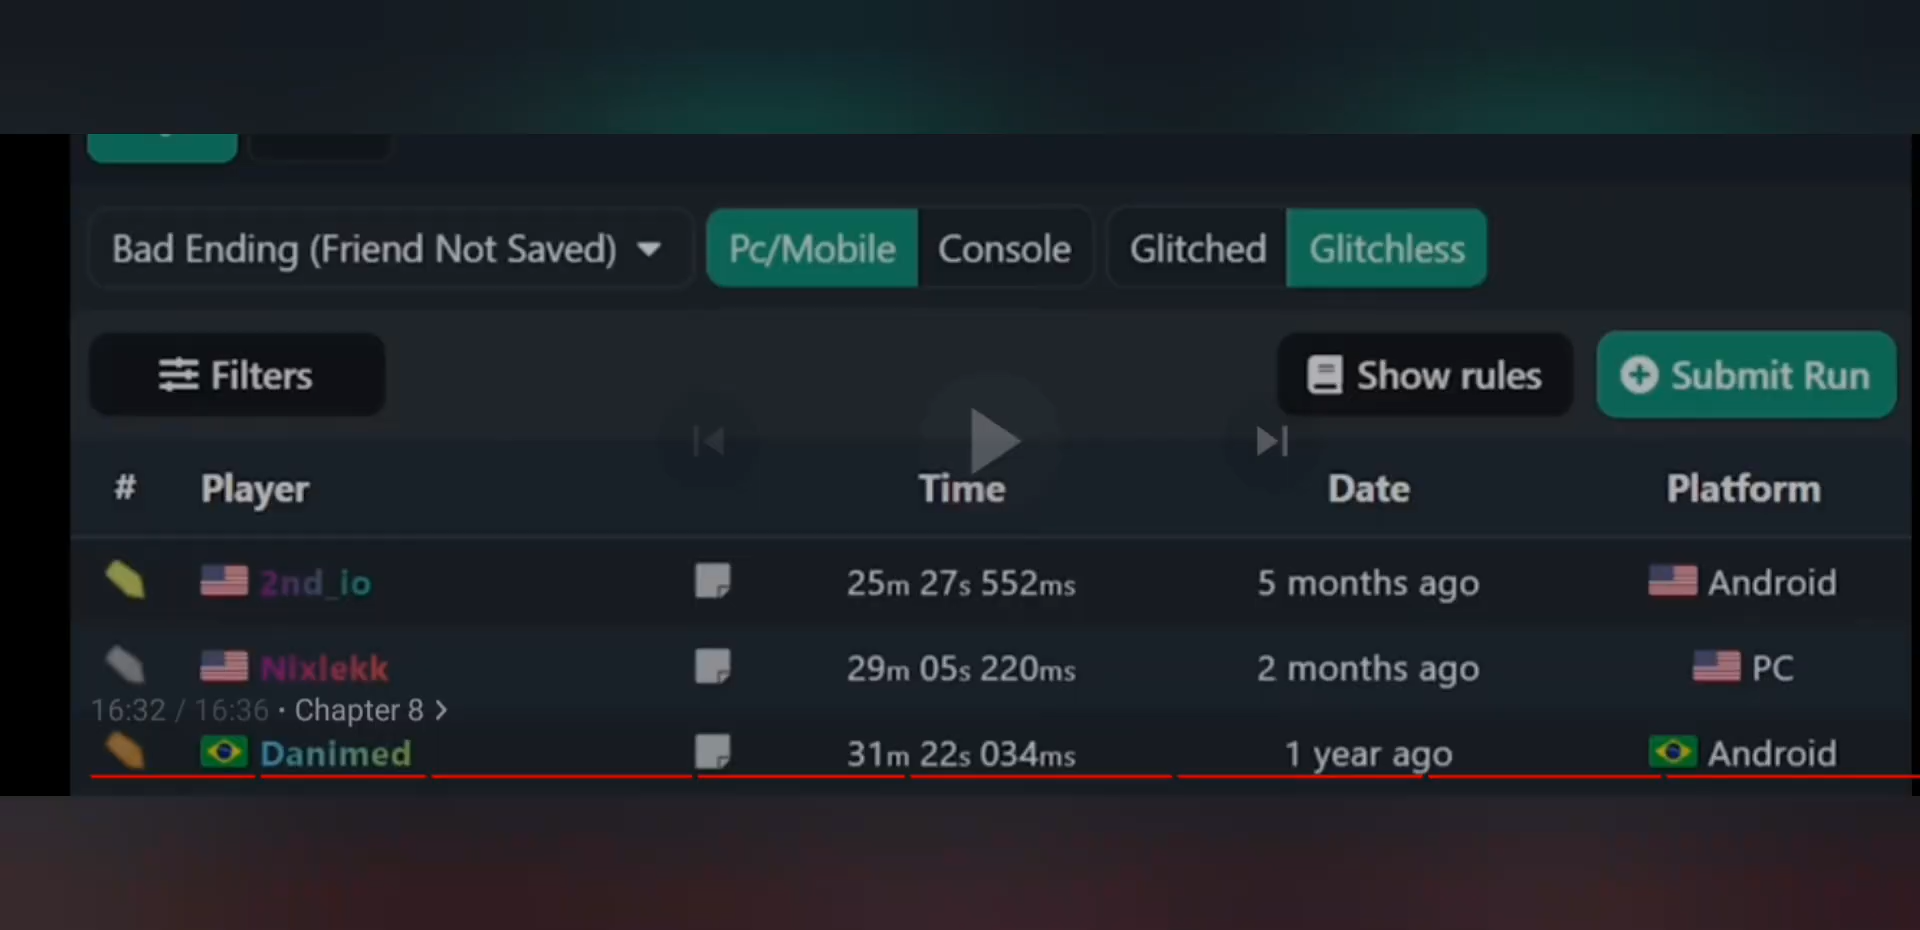 Bad Ending (Friend Not Saved) Pc/Mobile Console Glitched Glitchless
Filters Show rules Submit Run
# Player Time Date Platform
2nd_io 25m 27s 552ms 5 months ago Android
Nixlekk 29m 05s 220ms 2 months ago PC
16:32 / 16:36 • Chapter 8 >
Danimed 31m 22s 034ms 1 year ago Android